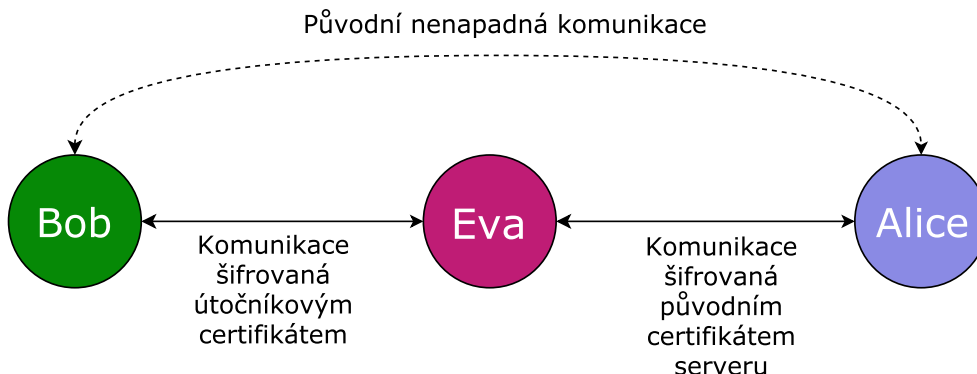 Původní nenapadná komunikace
Bob
Eva
Alice
Komunikace
šifrovaná
útočníkovým
certifikátem
Komunikace
šifrovaná
původním
certifikátem
serveru